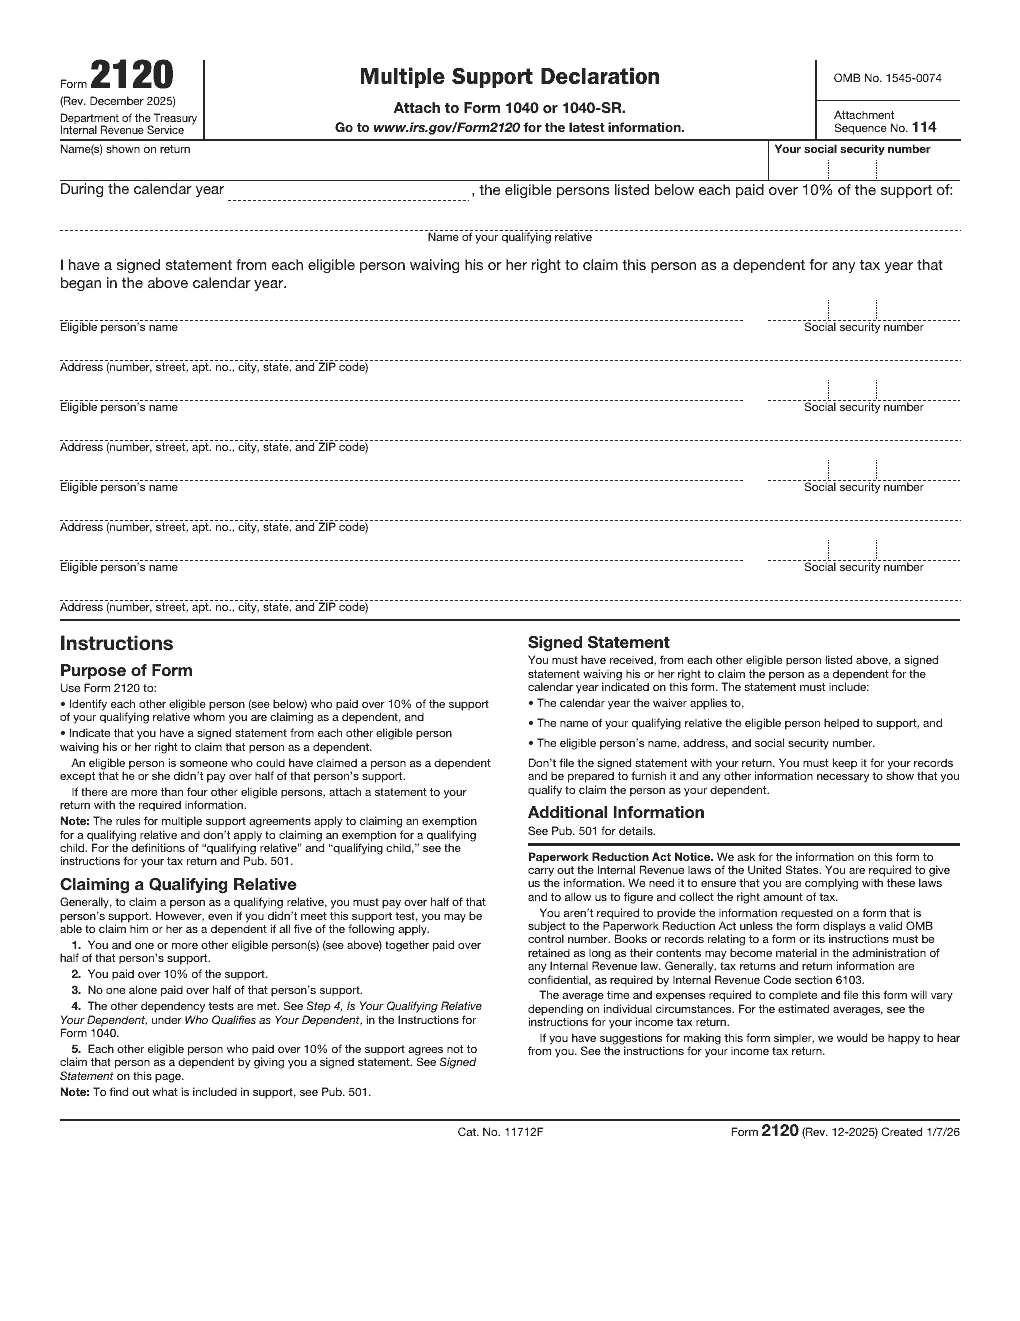 Form 2120
(Rev. December 2025)
Department of the Treasury
Internal Revenue Service
Multiple Support Declaration
Attach to Form 1040 or 1040-SR.
Go to www.irs.gov/Form2120 for the latest information.
OMB No. 1545-0074
Attachment
Sequence No. 114
Name(s) shown on return
Your social security number
During the calendar year , the eligible persons listed below each paid over 10% of the support of:
Name of your qualifying relative
I have a signed statement from each eligible person waiving his or her right to claim this person as a dependent for any tax year that
began in the above calendar year.
Eligible person's name Social security number
Address (number, street, apt. no., city, state, and ZIP code)
Eligible person's name Social security number
Address (number, street, apt. no., city, state, and ZIP code)
Eligible person's name Social security number
Address (number, street, apt. no., city, state, and ZIP code)
Eligible person's name Social security number
Address (number, street, apt. no., city, state, and ZIP code)
Instructions
Purpose of Form
Use Form 2120 to:
• Identify each other eligible person (see below) who paid over 10% of the support
of your qualifying relative whom you are claiming as a dependent, and
• Indicate that you have a signed statement from each other eligible person
waiving his or her right to claim that person as a dependent.
An eligible person is someone who could have claimed a person as a dependent
except that he or she didn't pay over half of that person's support.
If there are more than four other eligible persons, attach a statement to your
return with the required information.
Note: The rules for multiple support agreements apply to claiming an exemption
for a qualifying relative and don't apply to claiming an exemption for a qualifying
child. For the definitions of "qualifying relative" and "qualifying child," see the
instructions for your tax return and Pub. 501.
Claiming a Qualifying Relative
Generally, to claim a person as a qualifying relative, you must pay over half of that
person's support. However, even if you didn't meet this support test, you may be
able to claim him or her as a dependent if all five of the following apply.
1. You and one or more other eligible person(s) (see above) together paid over
half of that person's support.
2. You paid over 10% of the support.
3. No one alone paid over half of that person's support.
4. The other dependency tests are met. See Step 4, Is Your Qualifying Relative
Your Dependent, under Who Qualifies as Your Dependent, in the Instructions for
Form 1040.
5. Each other eligible person who paid over 10% of the support agrees not to
claim that person as a dependent by giving you a signed statement. See Signed
Statement on this page.
Note: To find out what is included in support, see Pub. 501.
Signed Statement
You must have received, from each other eligible person listed above, a signed
statement waiving his or her right to claim the person as a dependent for the
calendar year indicated on this form. The statement must include:
• The calendar year the waiver applies to,
• The name of your qualifying relative the eligible person helped to support, and
• The eligible person's name, address, and social security number.
Don't file the signed statement with your return. You must keep it for your records
and be prepared to furnish it and any other information necessary to show that you
qualify to claim the person as your dependent.
Additional Information
See Pub. 501 for details.
Paperwork Reduction Act Notice. We ask for the information on this form to
carry out the Internal Revenue laws of the United States. You are required to give
us the information. We need it to ensure that you are complying with these laws
and to allow us to figure and collect the right amount of tax.
You aren't required to provide the information requested on a form that is
subject to the Paperwork Reduction Act unless the form displays a valid OMB
control number. Books or records relating to a form or its instructions must be
retained as long as their contents may become material in the administration of
any Internal Revenue law. Generally, tax returns and return information are
confidential, as required by Internal Revenue Code section 6103.
The average time and expenses required to complete and file this form will vary
depending on individual circumstances. For the estimated averages, see the
instructions for your income tax return.
If you have suggestions for making this form simpler, we would be happy to hear
from you. See the instructions for your income tax return.
Cat. No. 11712F
Form 2120 (Rev. 12-2025) Created 1/7/26